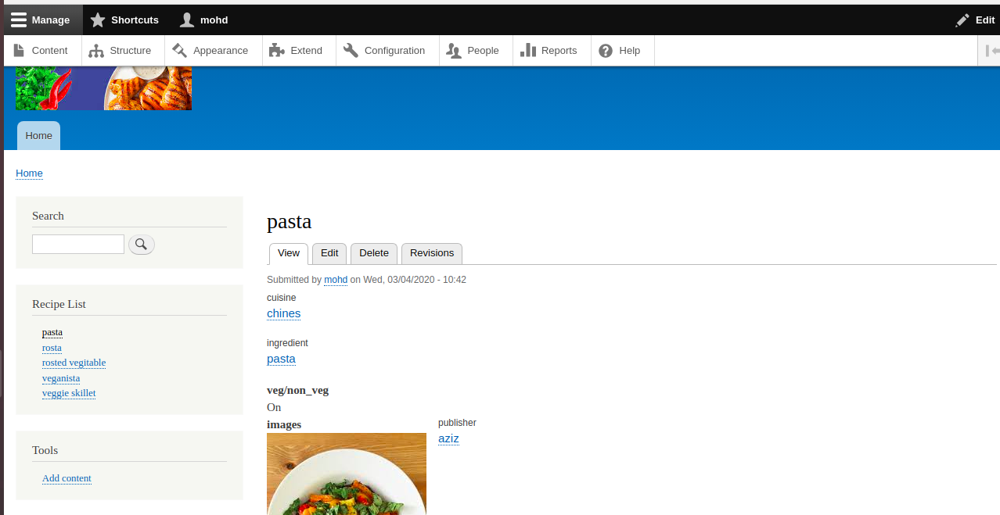 Manage Shortcuts mohd Edit
Content Structure Appearance Extend Configuration People Reports Help
Home
Home
Search
Recipe List
pasta
rosta
rosted vegitable
veganista
veggie skillet
Tools
Add content
pasta
View Edit Delete Revisions
Submitted by mohd on Wed, 03/04/2020 - 10:42
cuisine
chines
ingredient
pasta
veg/non_veg
On
images
publisher
aziz